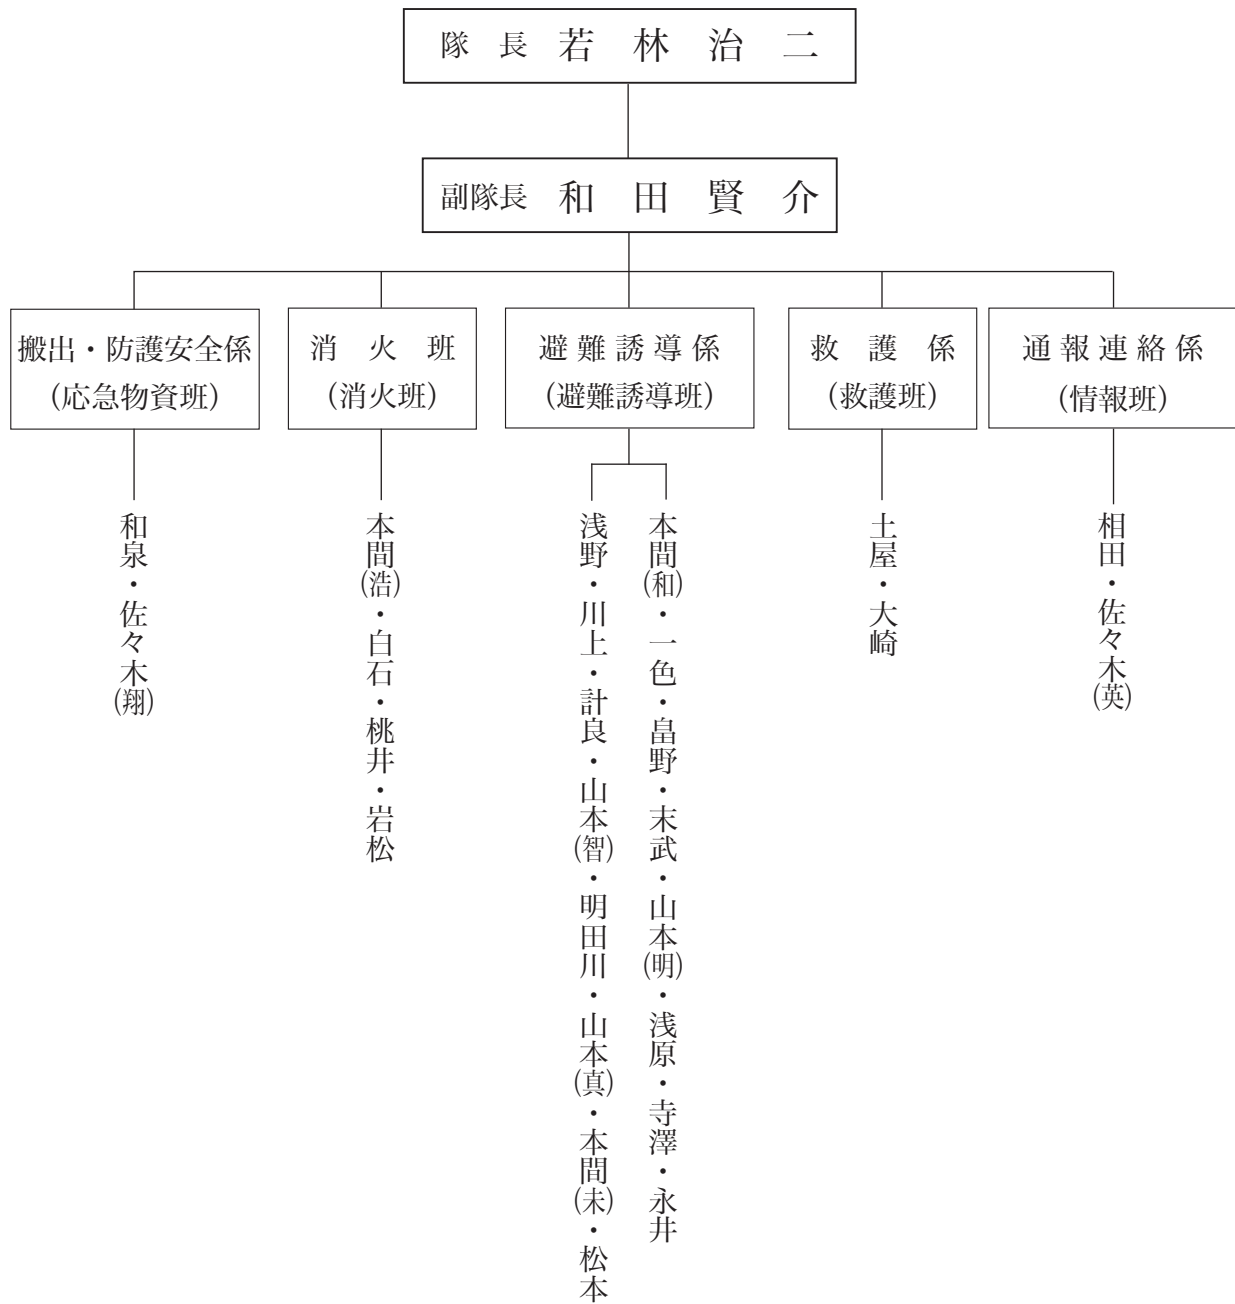 隊長 若林治二
副隊長 和田賢介
搬出・防護安全係
(応急物資班)
消火班
(消火班)
避難誘導係
(避難誘導班)
救護係
(救護班)
通報連絡係
(情報班)
和泉・佐々木(翔)
本間(浩)・白石・桃井・岩松
本間(和)・一色・畠野・末武・山本(明)・浅原・寺澤・永井
浅野・川上・計良・山本(智)・明田川・山本(真)・本間(未)・松本
土屋・大崎
相田・佐々木(英)